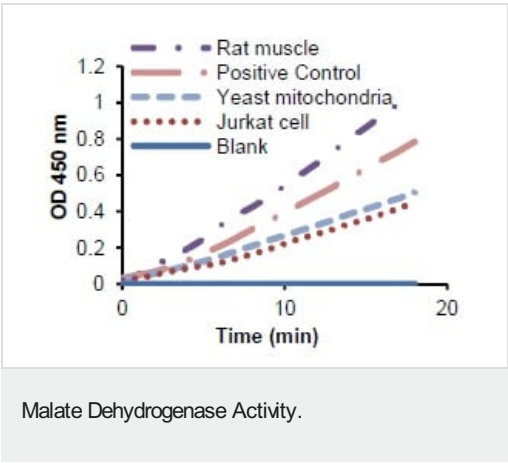 Rat muscle
Positive Control
Yeast mitochondria
Jurkat cell
Blank
1.2
1
0.8
0.6
0.4
0.2
0
OD 450 nm
0 10 20
Time (min)
Malate Dehydrogenase Activity.